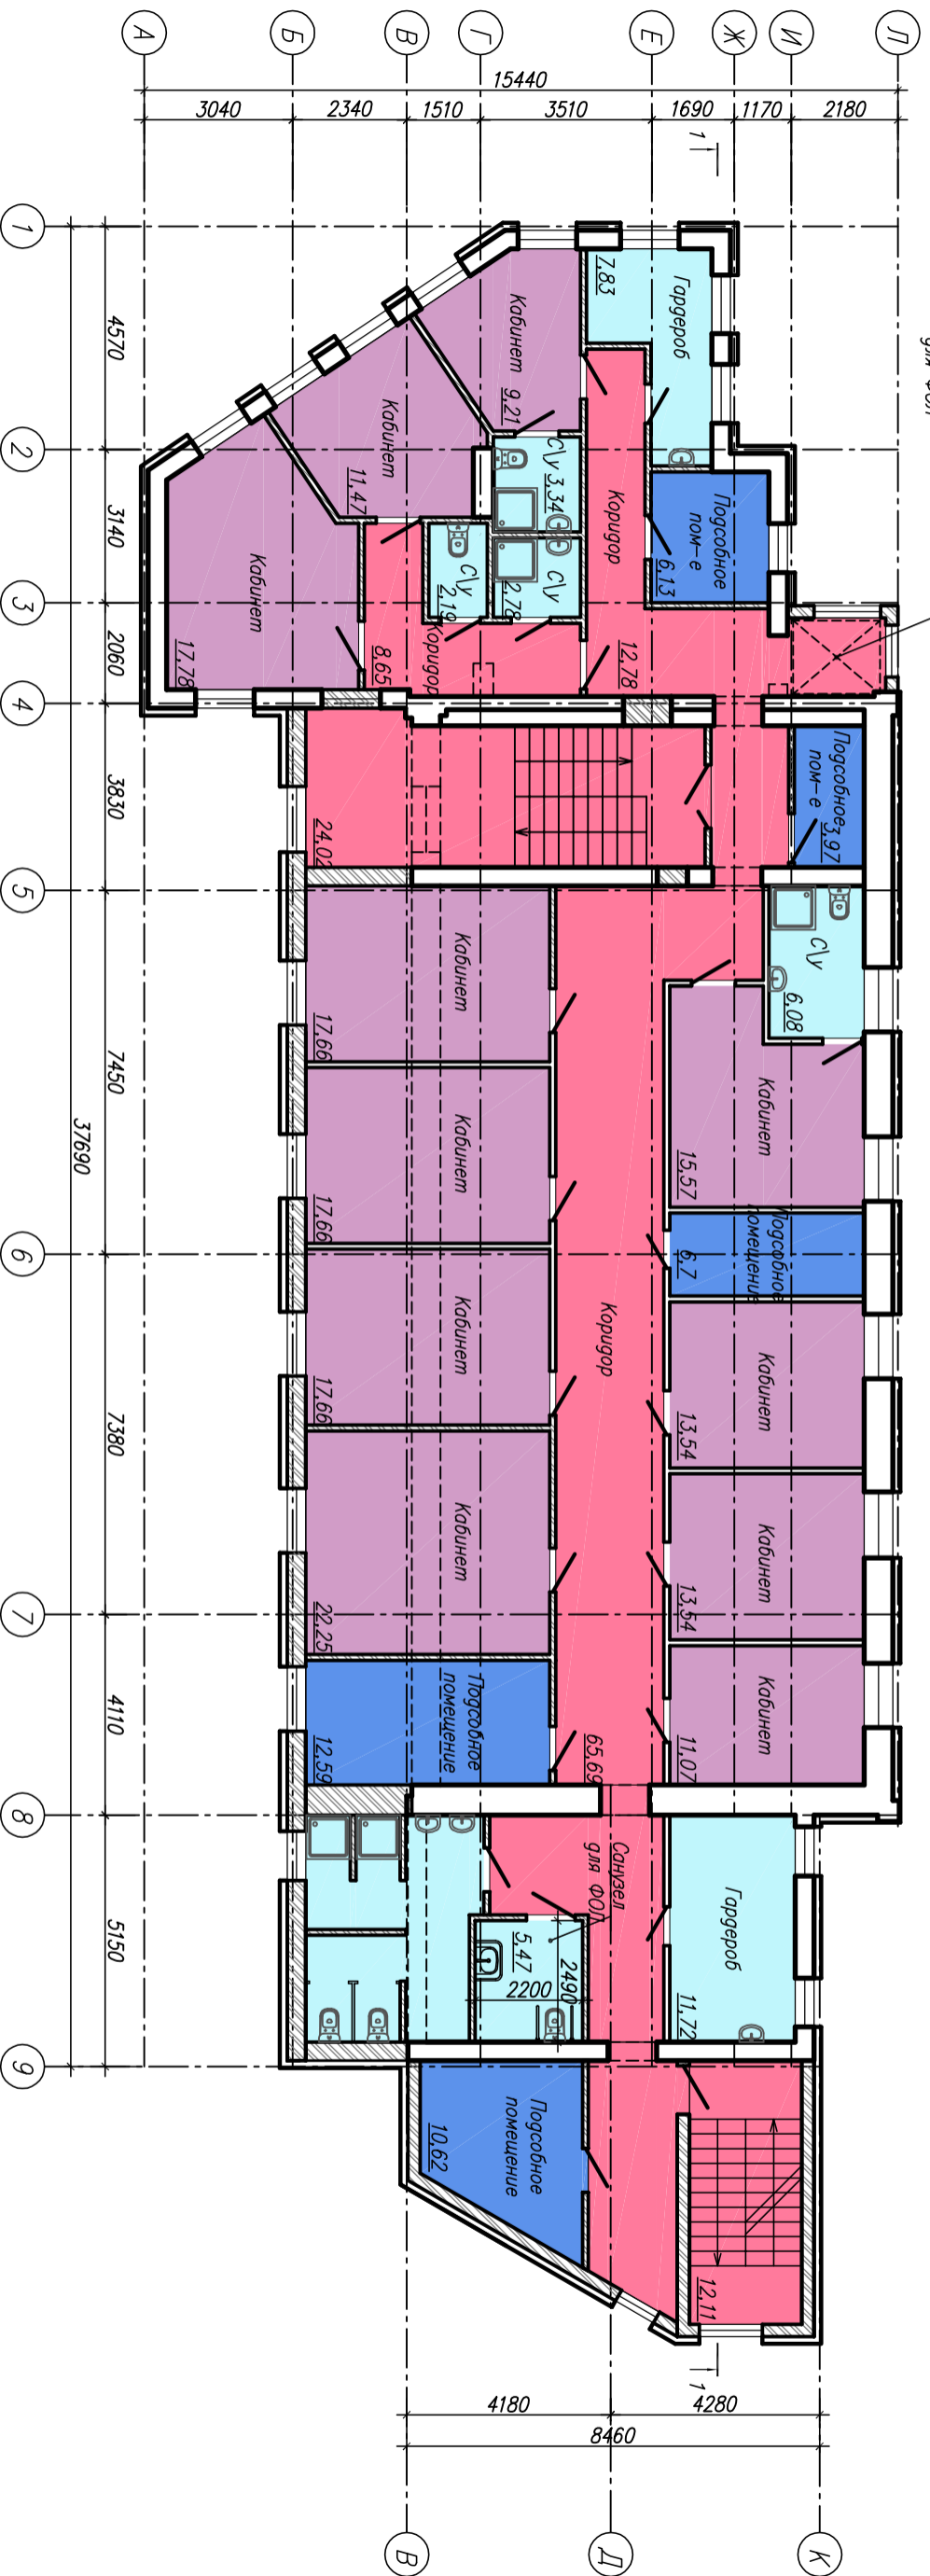 А
Б
В
Г
Е
Ж
И
Л
15440
3040
2340
1510
3510
1690
1170
2180
1
для ФОЛ
1
2
3
4
5
6
7
8
9
4570
3140
2060
3830
7450
7380
4110
5150
37690
Гардероб
7,83
Кабинет
9,21
Кабинет
11,47
Кабинет
17,78
С\у
3,34
С\у
2,78
С\у
2,19
Коридор
12,78
Коридор
8,65
Подсобное
пом-е
6,13
Подсобное
пом-е
3,97
24,02
С\у
6,08
Кабинет
17,66
Кабинет
17,66
Кабинет
17,66
Кабинет
22,25
Подсобное
помещение
12,59
Коридор
65,69
Кабинет
15,57
Подсобное
помещение
6,7
Кабинет
13,54
Кабинет
13,54
Кабинет
11,07
Санузел
для ФОЛ
5,47
2490
2200
Гардероб
11,72
Подсобное
помещение
10,62
12,11
1
4180
4280
8460
В
Д
К